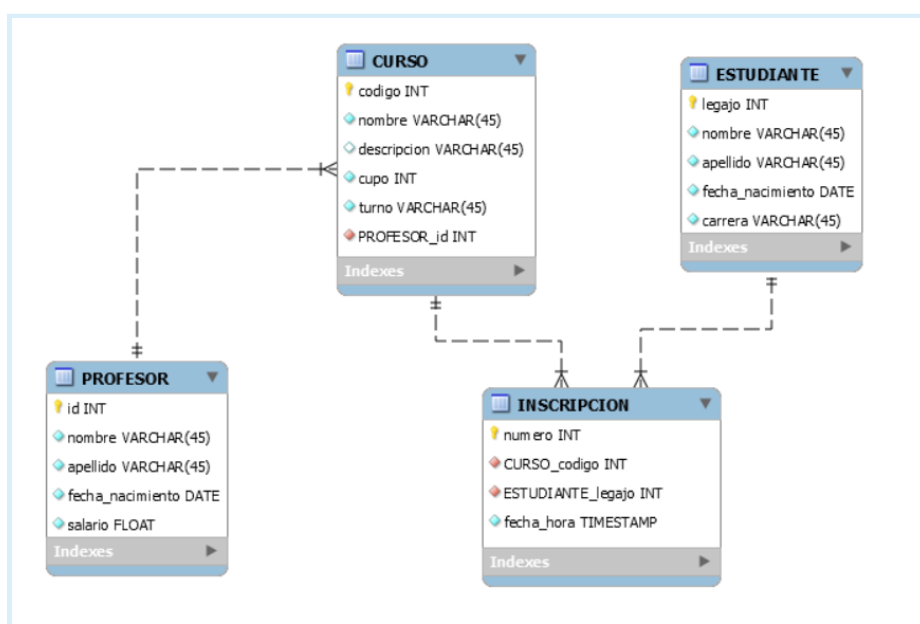 CURSO
codigo INT
nombre VARCHAR(45)
descripcion VARCHAR(45)
cupo INT
turno VARCHAR(45)
PROFESOR_id INT
Indexes
ESTUDIANTE
legajo INT
nombre VARCHAR(45)
apellido VARCHAR(45)
fecha_nacimiento DATE
carrera VARCHAR(45)
Indexes
PROFESOR
id INT
nombre VARCHAR(45)
apellido VARCHAR(45)
fecha_nacimiento DATE
salario FLOAT
Indexes
INSCRIPCION
numero INT
CURSO_codigo INT
ESTUDIANTE_legajo INT
fecha_hora TIMESTAMP
Indexes